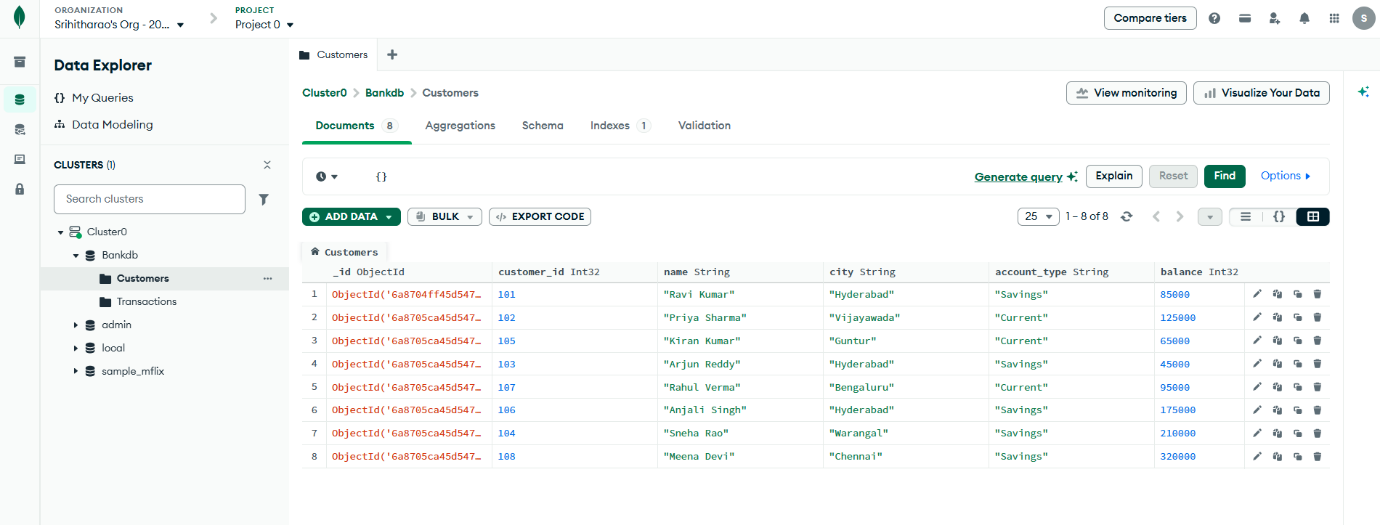 ORGANIZATION
Srihitharao's Org - 20...
PROJECT
Project 0
Compare tiers
S
Data Explorer
{} My Queries
Data Modeling
CLUSTERS (1)
Search clusters
Cluster0
Bankdb
Customers
Transactions
admin
local
sample_mflix
Customers
Cluster0 > Bankdb > Customers
View monitoring
Visualize Your Data
Documents 8 Aggregations Schema Indexes 1 Validation
{}
Generate query
Explain
Reset
Find
Options
ADD DATA
BULK
</> EXPORT CODE
25
1 – 8 of 8
{}
Customers
_id ObjectId customer_id Int32 name String city String account_type String balance Int32
1 ObjectId('6a8704ff45d547… 101 "Ravi Kumar" "Hyderabad" "Savings" 85000
2 ObjectId('6a8705ca45d547… 102 "Priya Sharma" "Vijayawada" "Current" 125000
3 ObjectId('6a8705ca45d547… 105 "Kiran Kumar" "Guntur" "Current" 65000
4 ObjectId('6a8705ca45d547… 103 "Arjun Reddy" "Hyderabad" "Savings" 45000
5 ObjectId('6a8705ca45d547… 107 "Rahul Verma" "Bengaluru" "Current" 95000
6 ObjectId('6a8705ca45d547… 106 "Anjali Singh" "Hyderabad" "Savings" 175000
7 ObjectId('6a8705ca45d547… 104 "Sneha Rao" "Warangal" "Savings" 210000
8 ObjectId('6a8705ca45d547… 108 "Meena Devi" "Chennai" "Savings" 320000